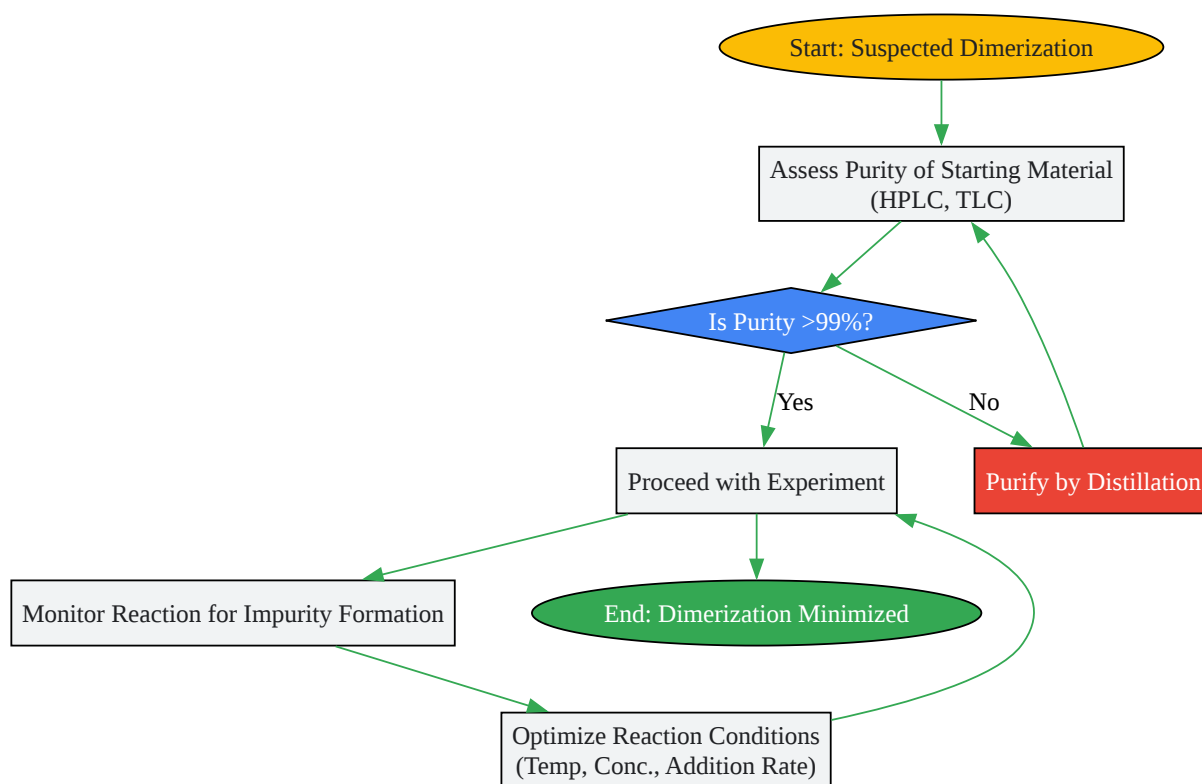 Start: Suspected Dimerization
Assess Purity of Starting Material
(HPLC, TLC)
Is Purity >99%?
Yes
No
Proceed with Experiment
Purify by Distillation
Monitor Reaction for Impurity Formation
End: Dimerization Minimized
Optimize Reaction Conditions
(Temp, Conc., Addition Rate)